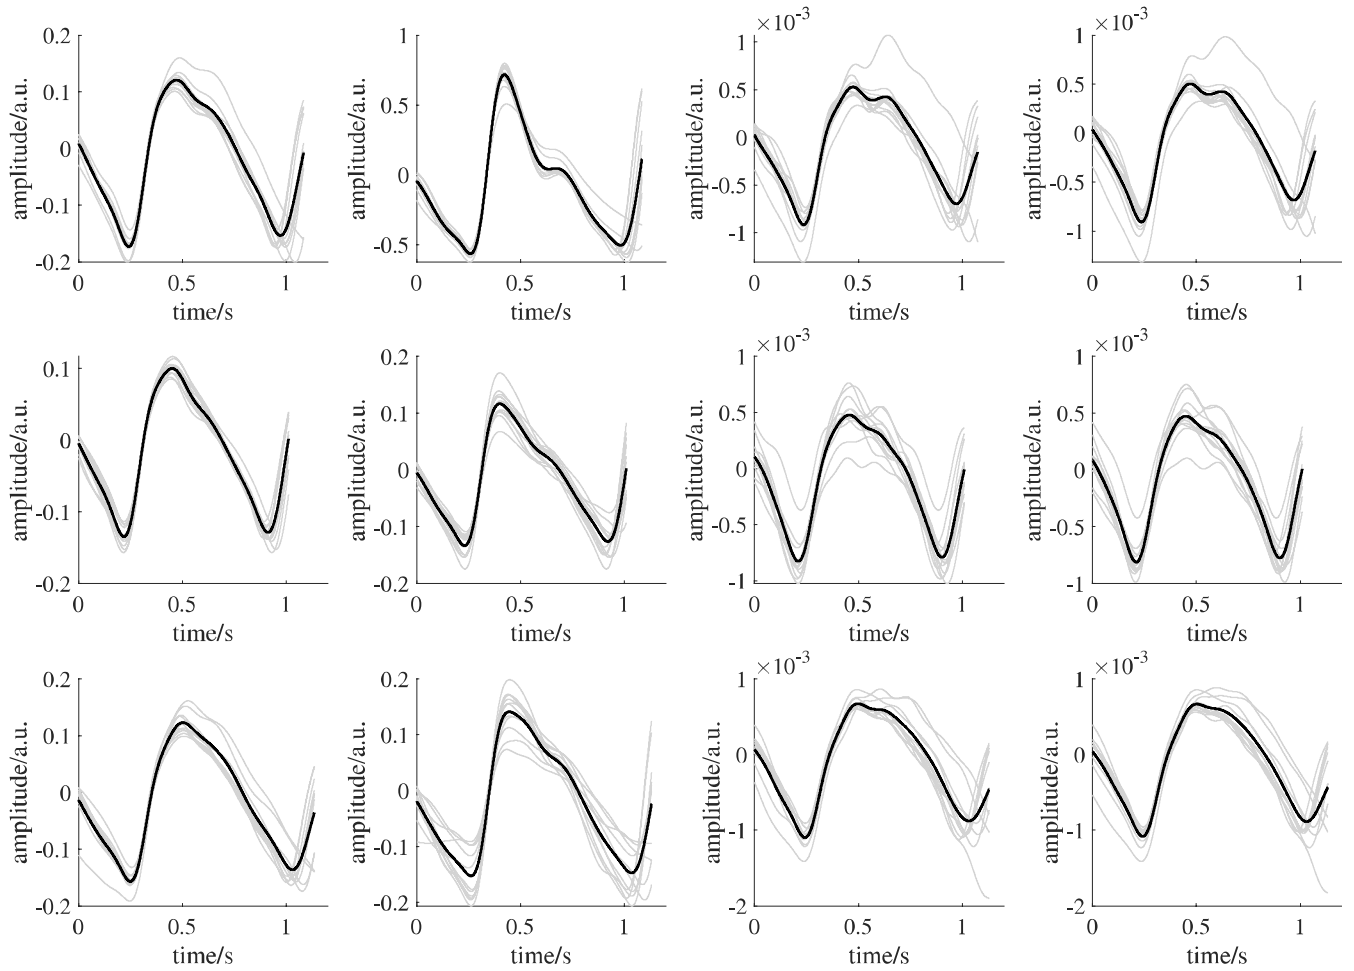 ×10-3 ×10-3
0.2 1 1 1
0.1 0.5 0.5 0.5
0 0 0 0
-0.1 -0.5 -0.5
-0.2 -0.5 -1 -1
amplitude/a.u. amplitude/a.u. amplitude/a.u. amplitude/a.u.
0 0.5 1 0 0.5 1 0 0.5 1 0 0.5 1
time/s time/s time/s time/s
×10-3 ×10-3
0.1 0.2 1 1
0 0.1 0.5 0.5
-0.1 0 0 0
-0.2 -0.1 -0.5 -0.5
-0.2 -1 -1
amplitude/a.u. amplitude/a.u. amplitude/a.u. amplitude/a.u.
0 0.5 1 0 0.5 1 0 0.5 1 0 0.5 1
time/s time/s time/s time/s
×10-3 ×10-3
0.2 0.2 1 1
0.1 0.1 0 0
0 0 -1 -1
-0.1 -0.1 -2 -2
-0.2 -0.2
amplitude/a.u. amplitude/a.u. amplitude/a.u. amplitude/a.u.
0 0.5 1 0 0.5 1 0 0.5 1 0 0.5 1
time/s time/s time/s time/s